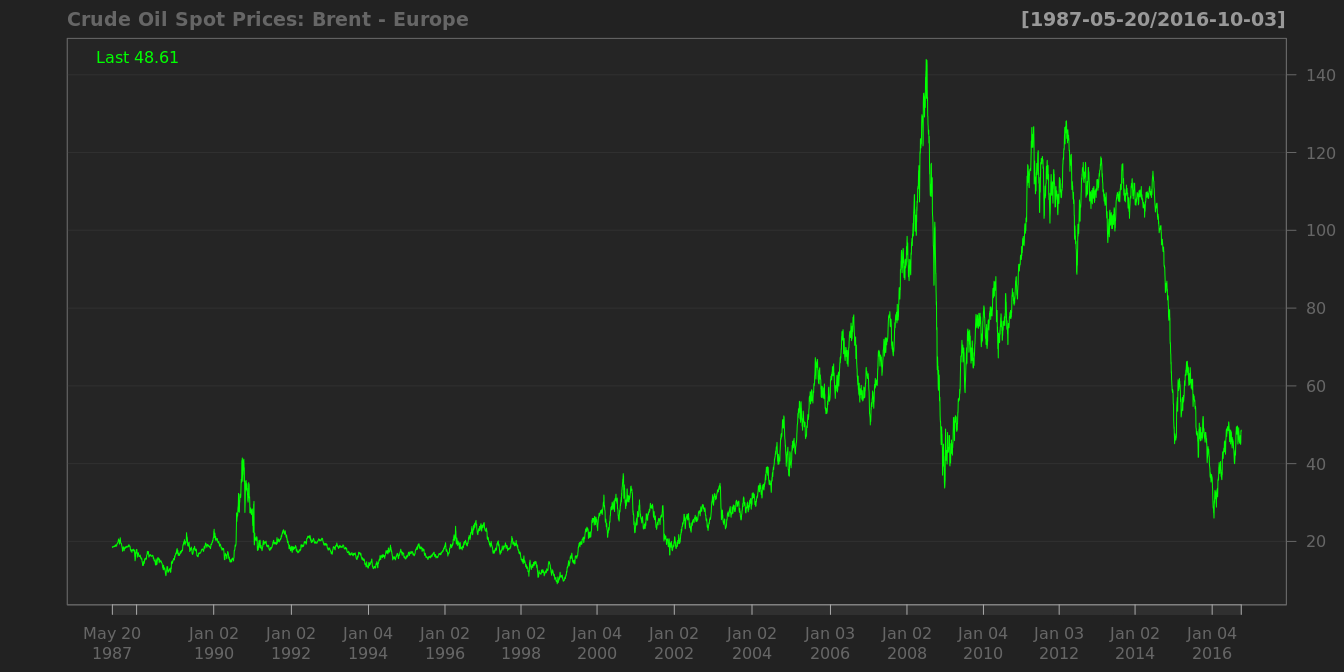 Crude Oil Spot Prices: Brent - Europe
[1987-05-20/2016-10-03]
Last 48.61
140
120
100
80
60
40
20
May 20 1987
Jan 02 1990
Jan 02 1992
Jan 04 1994
Jan 02 1996
Jan 02 1998
Jan 04 2000
Jan 02 2002
Jan 02 2004
Jan 03 2006
Jan 02 2008
Jan 04 2010
Jan 03 2012
Jan 02 2014
Jan 04 2016